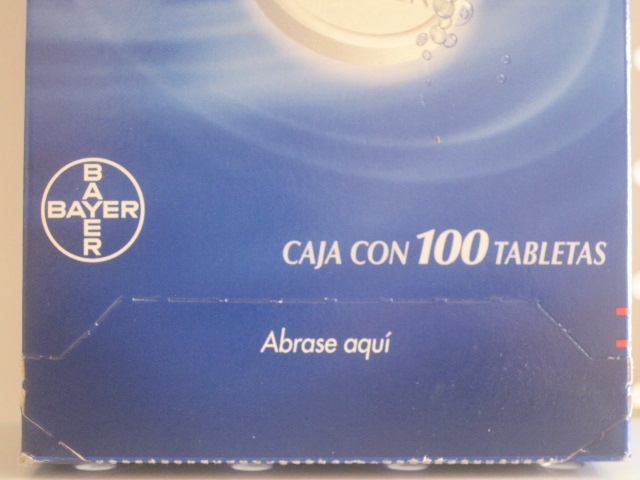 BAYER
BAYER
CAJA CON 100 TABLETAS
Abrase aquí